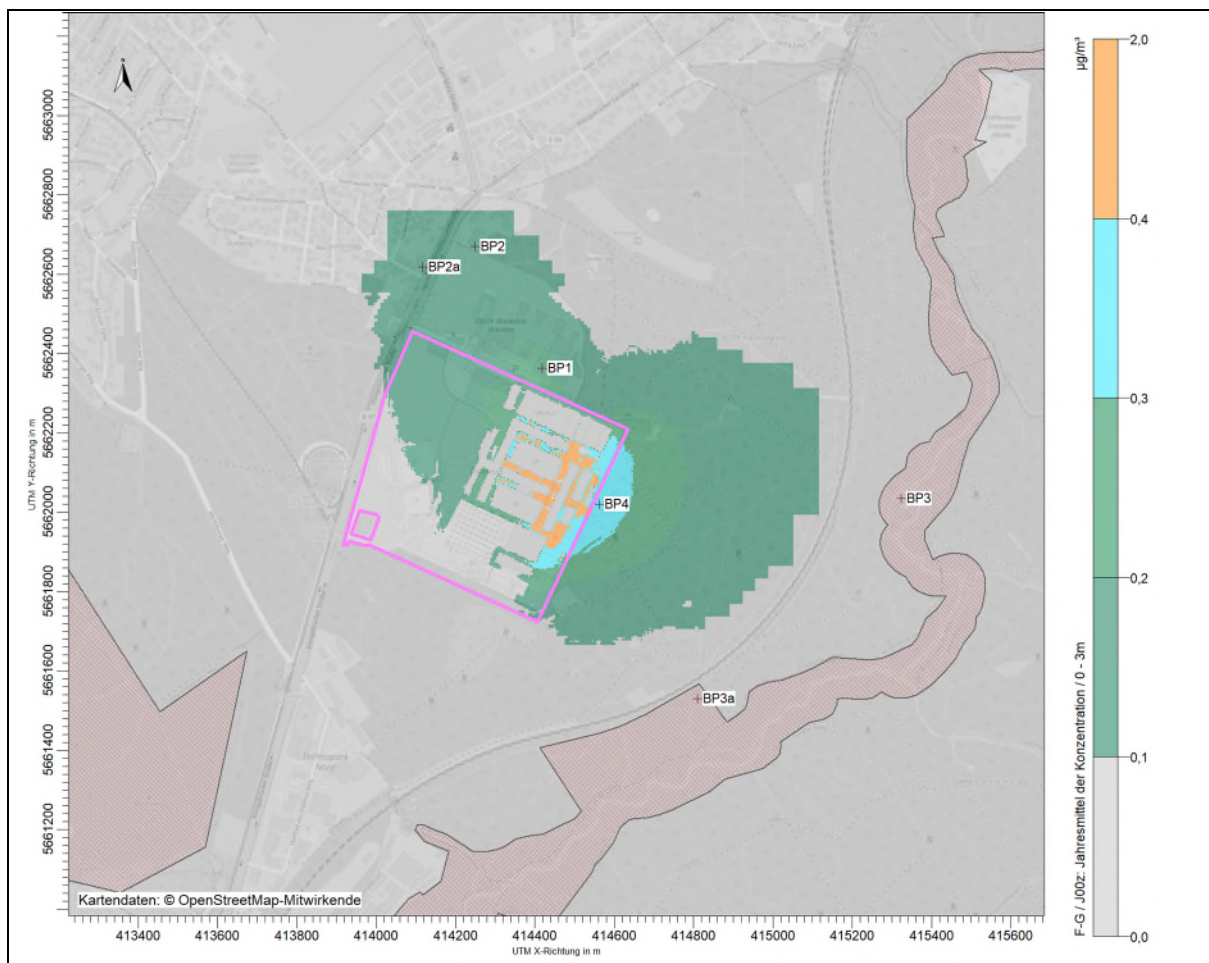 µg/m³
2,0
0,4
0,3
0,2
0,1
0,0
F-G / J00z: Jahresmittel der Konzentration / 0 - 3m
N
BP2
BP2a
BP1
BP4
BP3
BP3a
Technopark
Nord
Kartendaten: © OpenStreetMap-Mitwirkende
UTM Y-Richtung in m
5663000
5662800
5662600
5662400
5662200
5662000
5661800
5661600
5661400
5661200
413400
413600
413800
414000
414200
414400
414600
414800
415000
415200
415400
415600
UTM X-Richtung in m